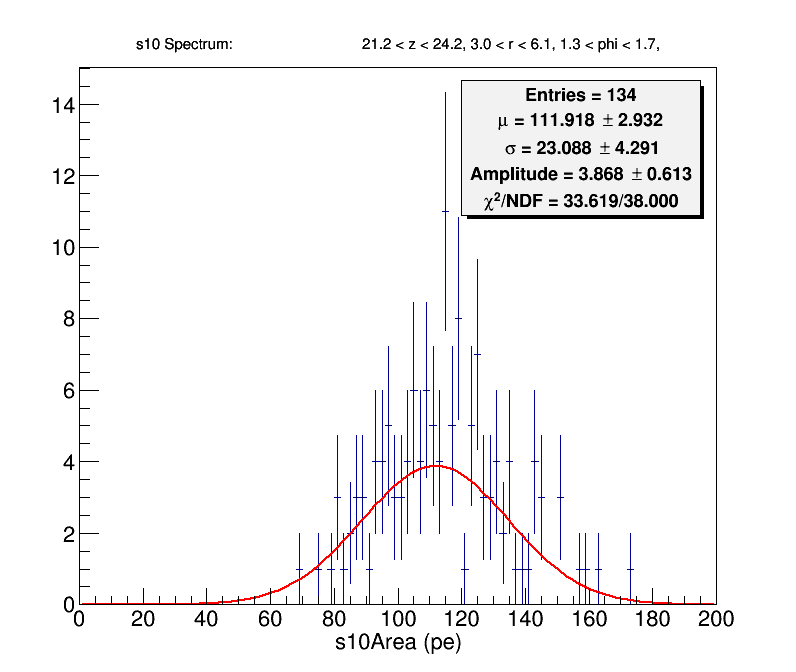 s10 Spectrum: 21.2 < z < 24.2, 3.0 < r < 6.1, 1.3 < phi < 1.7,
Entries = 134
μ = 111.918 ± 2.932
σ = 23.088 ± 4.291
Amplitude = 3.868 ± 0.613
χ²/NDF = 33.619/38.000
14
12
10
8
6
4
2
0
0 20 40 60 80 100 120 140 160 180 200
s10Area (pe)